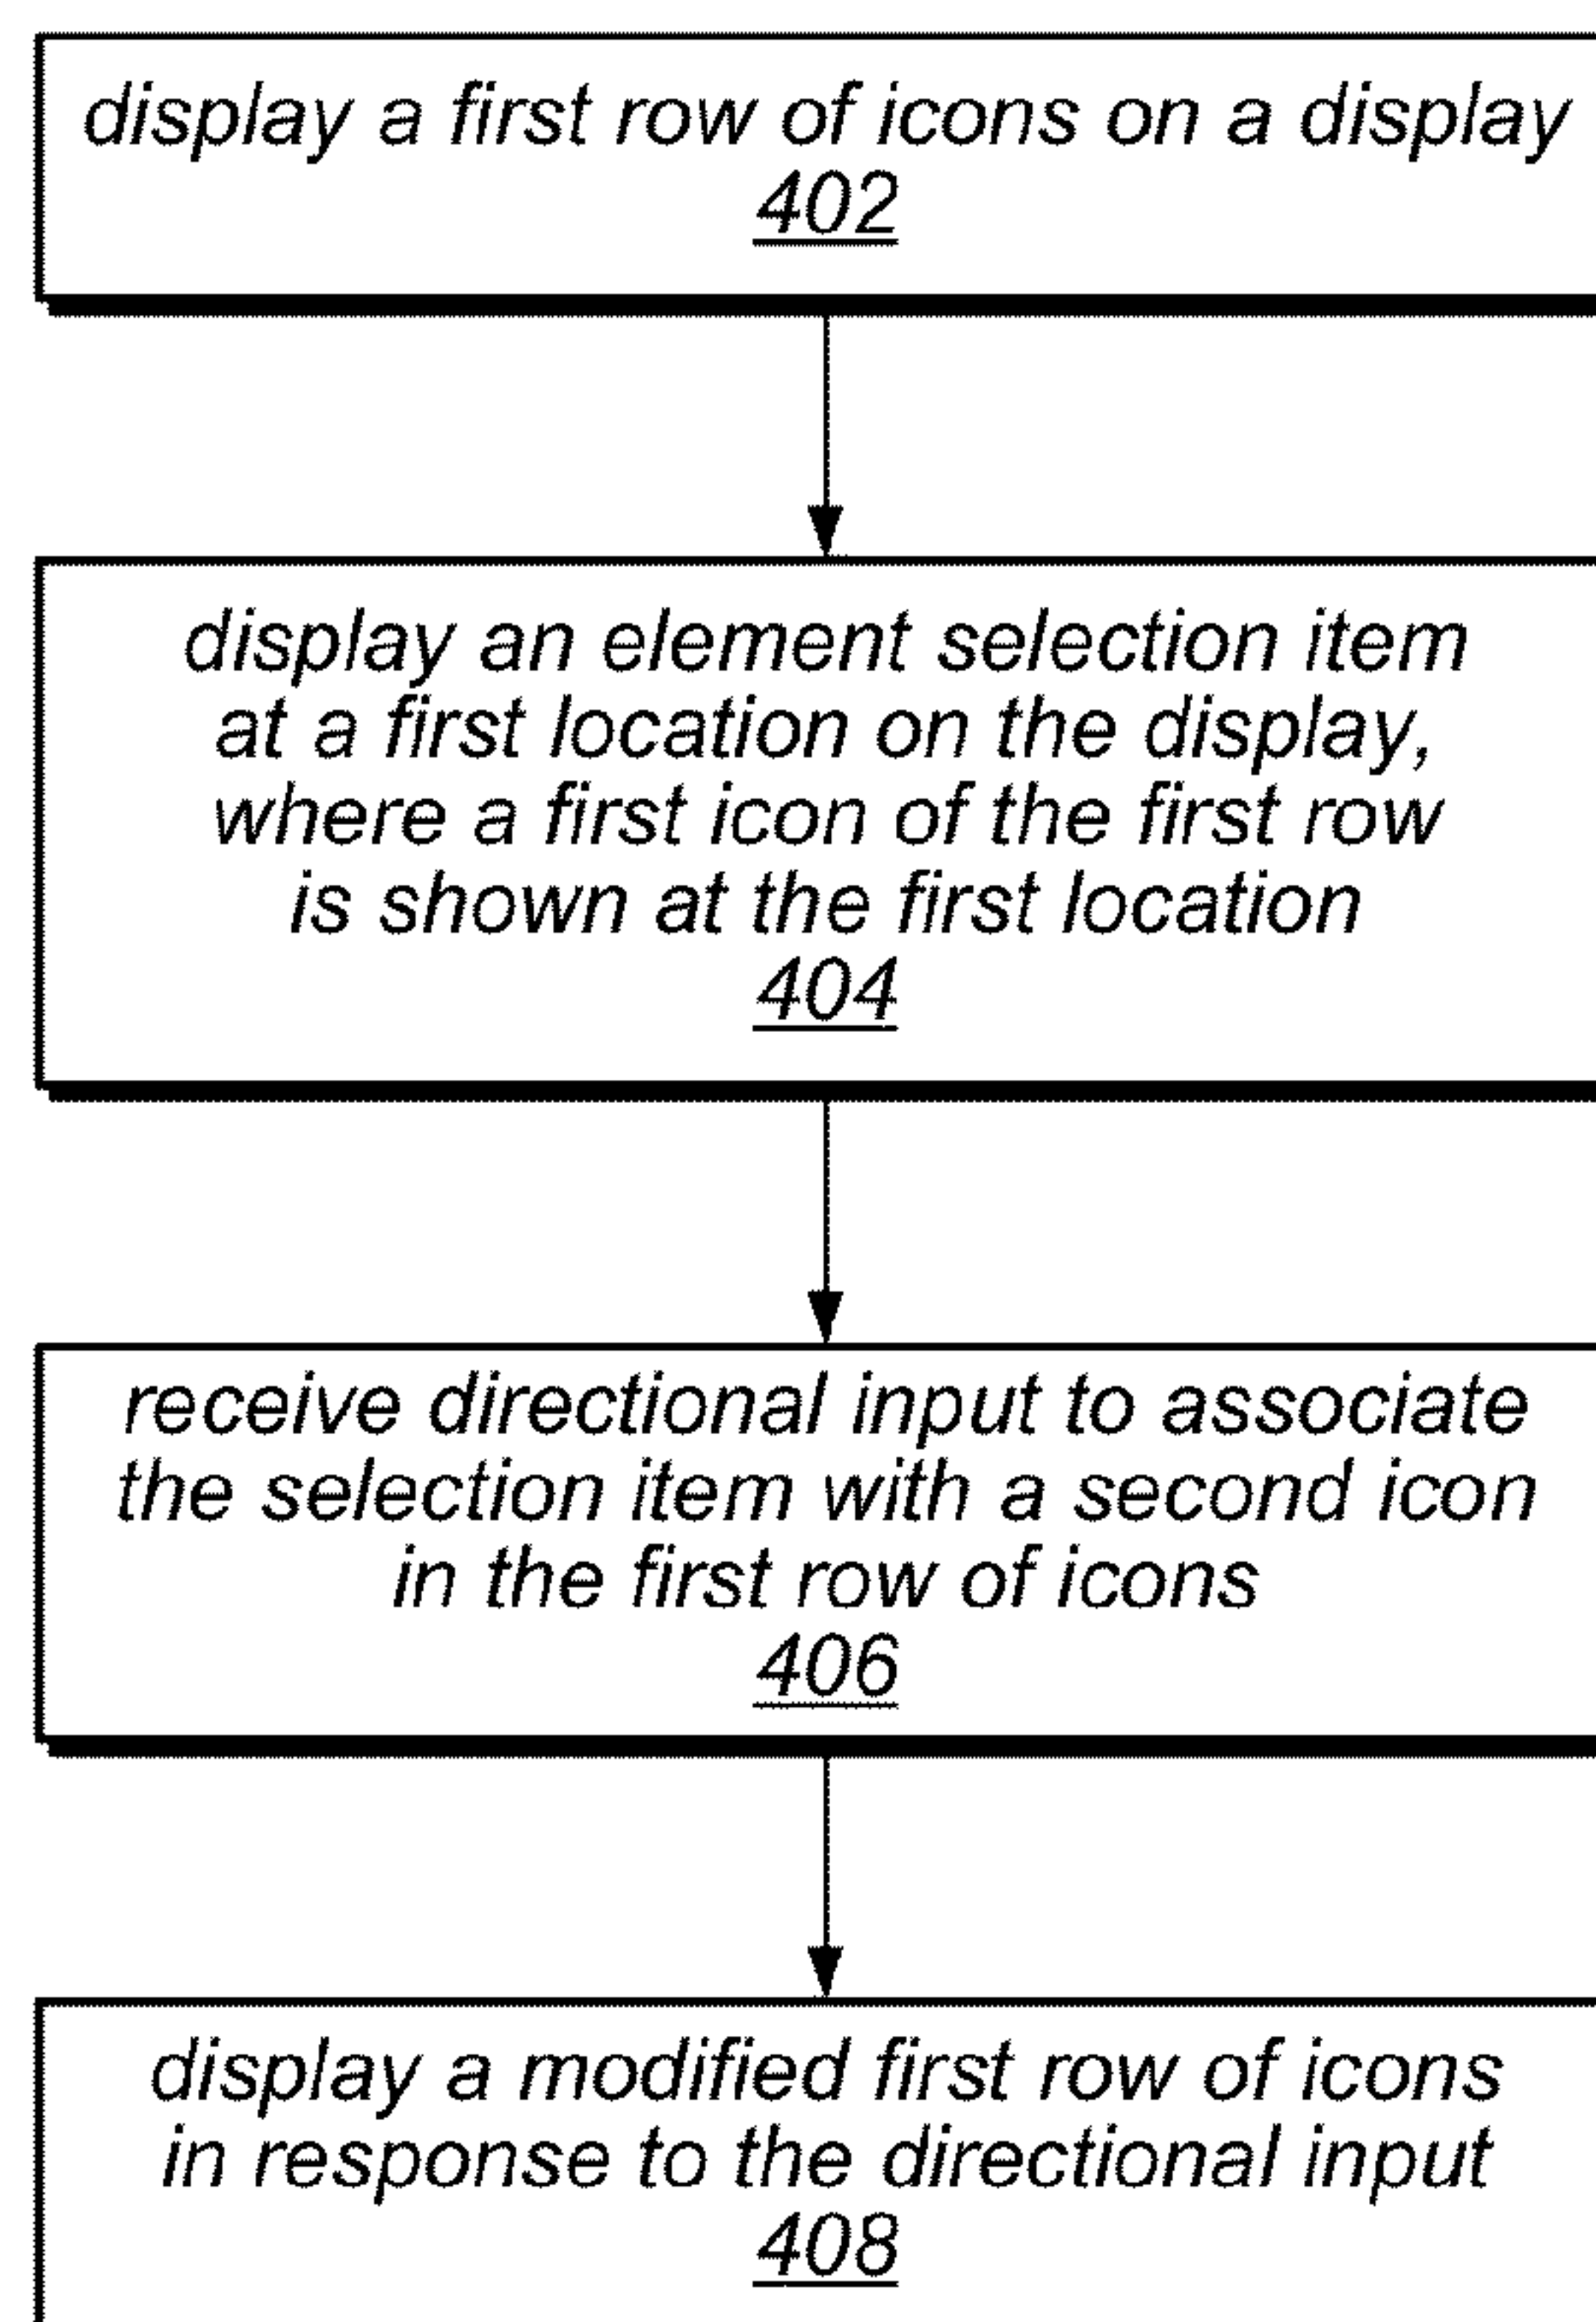 display a first row of icons on a display
402
display an element selection item
at a first location on the display,
where a first icon of the first row
is shown at the first location
404
receive directional input to associate
the selection item with a second icon
in the first row of icons
406
display a modified first row of icons
in response to the directional input
408